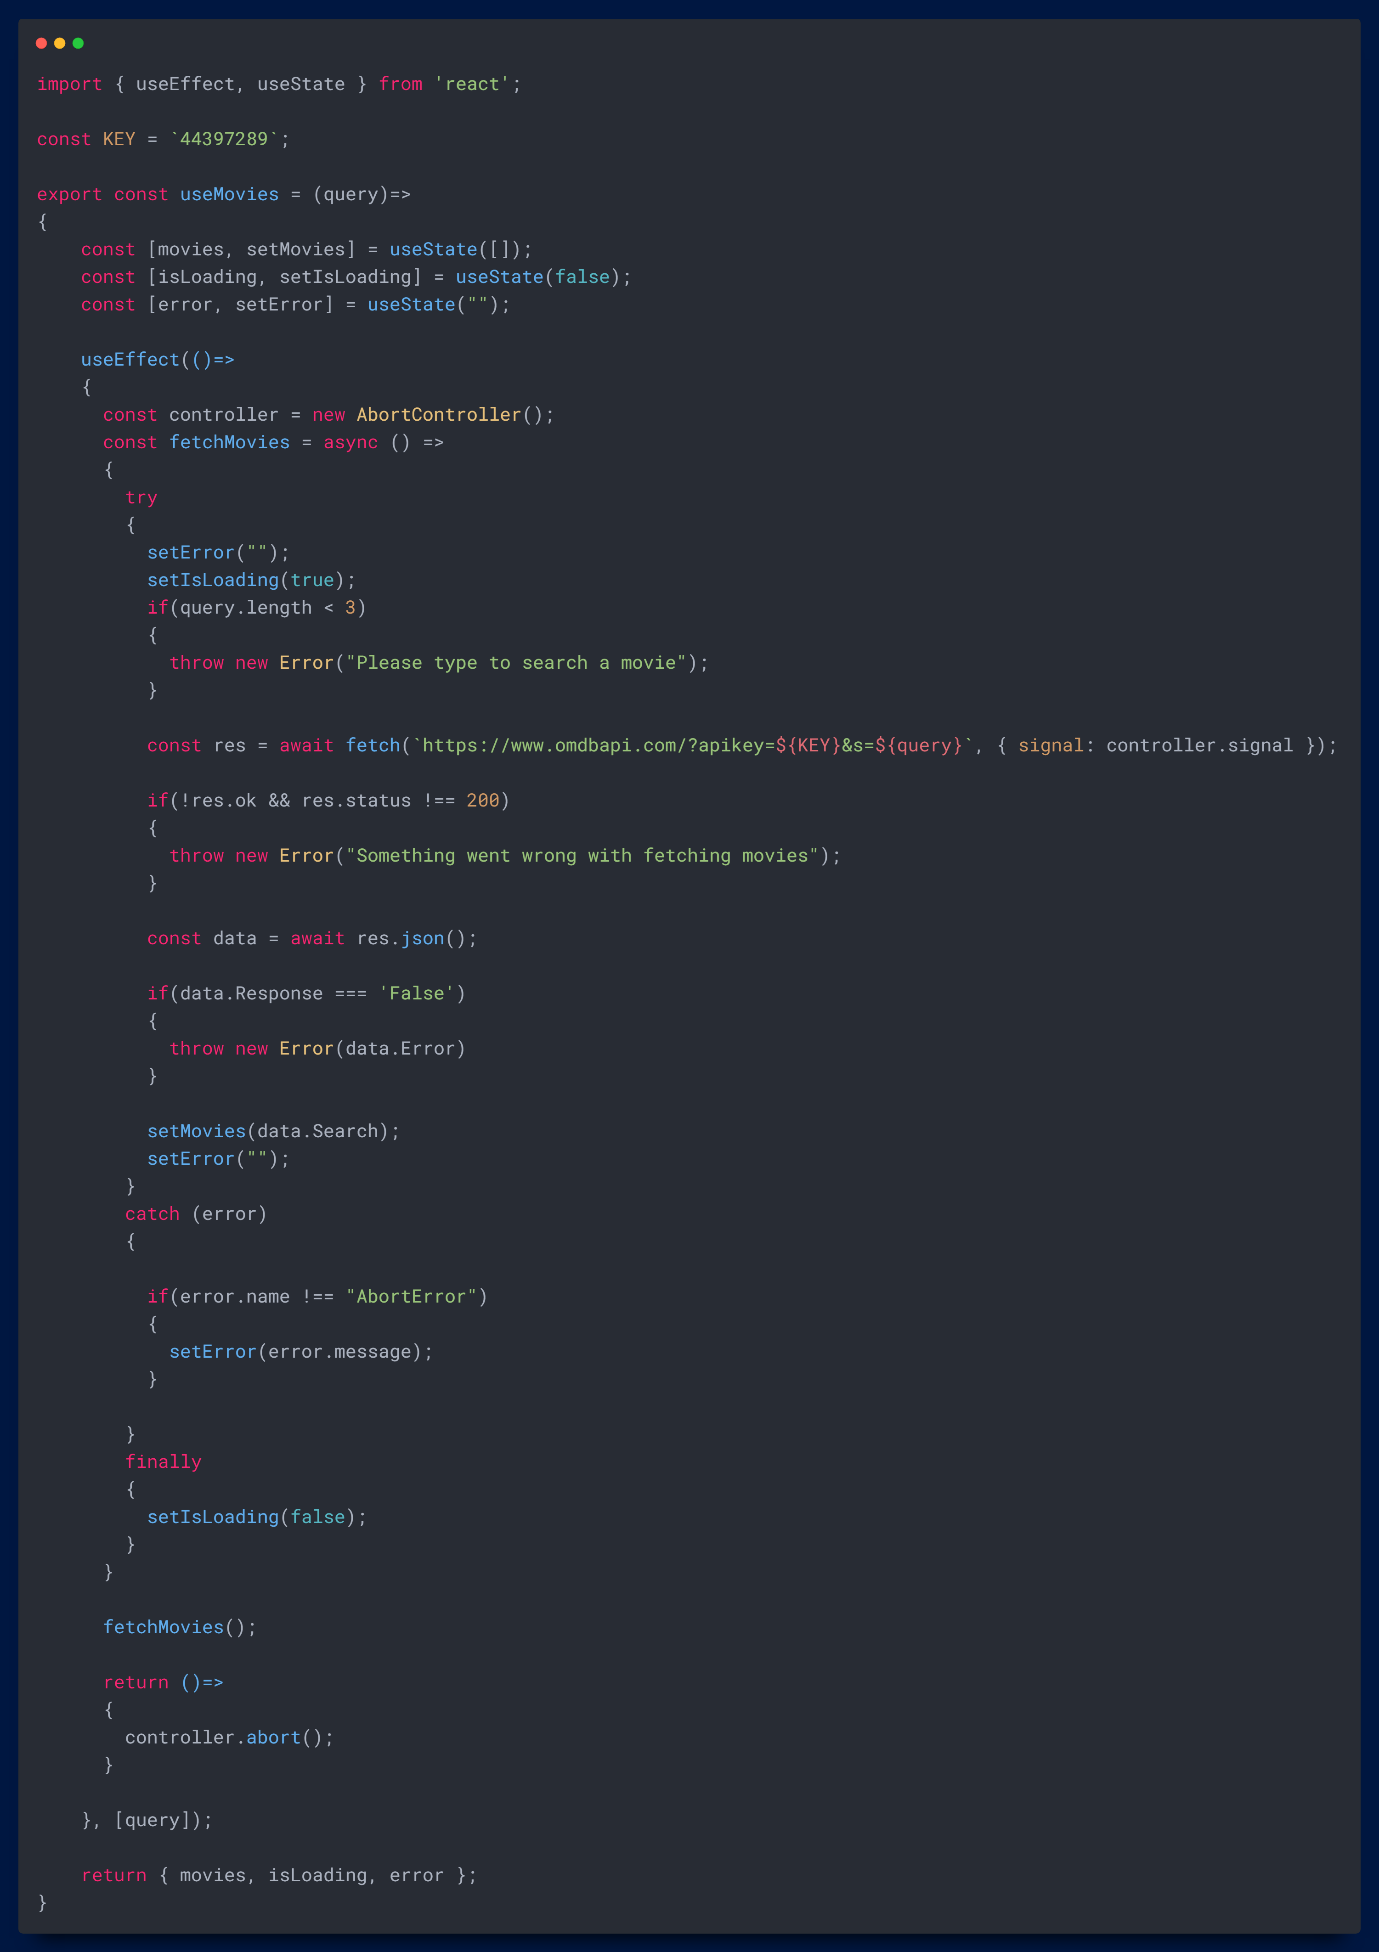 import { useEffect, useState } from 'react';
const KEY = `44397289`;
export const useMovies = (query)=>
{
    const [movies, setMovies] = useState([]);
    const [isLoading, setIsLoading] = useState(false);
    const [error, setError] = useState("");
    useEffect(()=>
    {
      const controller = new AbortController();
      const fetchMovies = async () =>
      {
        try
        {
          setError("");
          setIsLoading(true);
          if(query.length < 3)
          {
            throw new Error("Please type to search a movie");
          }
          const res = await fetch(`https://www.omdbapi.com/?apikey=${KEY}&s=${query}`, { signal: controller.signal });
          if(!res.ok && res.status !== 200)
          {
            throw new Error("Something went wrong with fetching movies");
          }
          const data = await res.json();
          if(data.Response === 'False')
          {
            throw new Error(data.Error)
          }
          setMovies(data.Search);
          setError("");
        }
        catch (error)
        {
          if(error.name !== "AbortError")
          {
            setError(error.message);
          }
        }
        finally
        {
          setIsLoading(false);
        }
      }
      fetchMovies();
      return ()=>
      {
        controller.abort();
      }
    }, [query]);
    return { movies, isLoading, error };
}